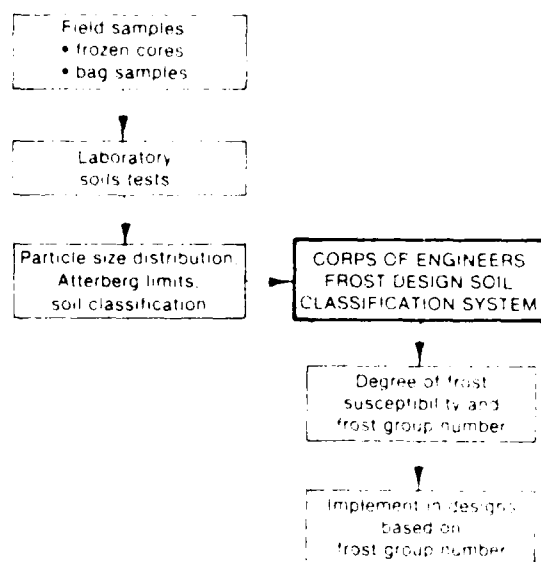 Field samples
• frozen cores
• bag samples
Laboratory
soils tests
Particle size distribution,
Atterberg limits,
soil classification
CORPS OF ENGINEERS
FROST DESIGN SOIL
CLASSIFICATION SYSTEM
Degree of frost
susceptibility and
frost group number
Implement in designs
based on
frost group number